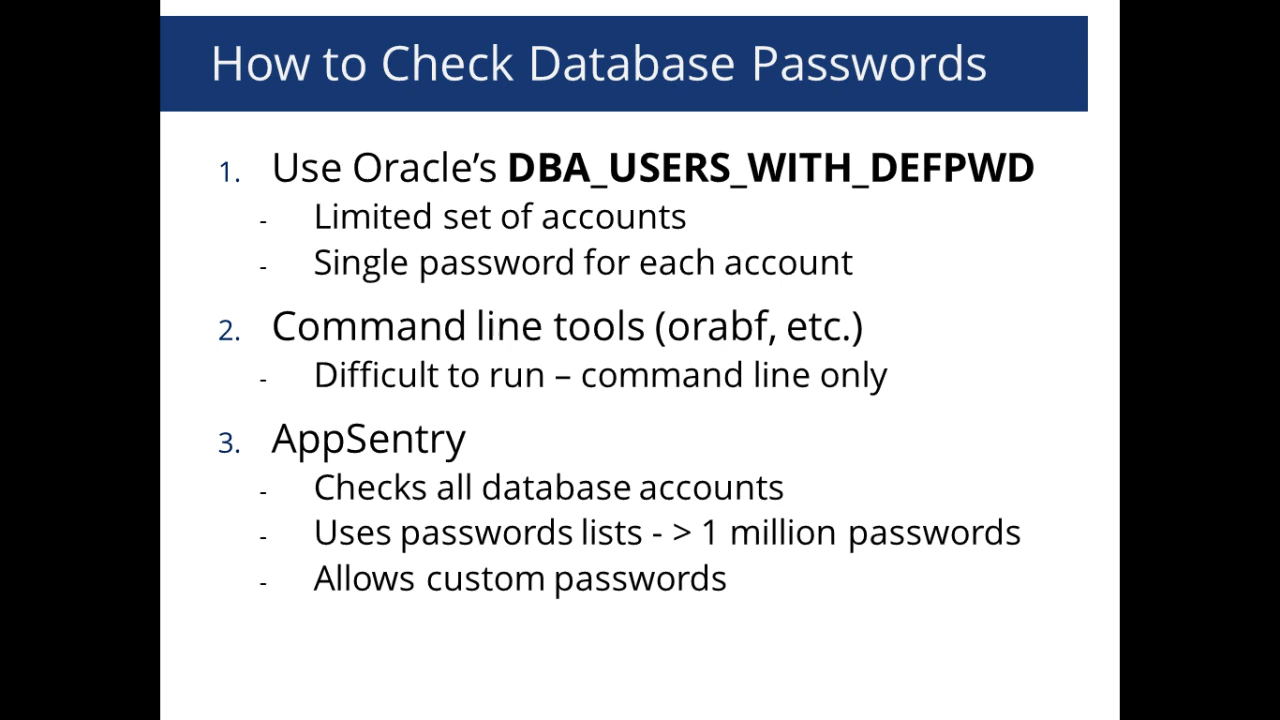 How to Check Database Passwords
1. Use Oracle’s DBA_USERS_WITH_DEFPWD
- Limited set of accounts
- Single password for each account
2. Command line tools (orabf, etc.)
- Difficult to run – command line only
3. AppSentry
- Checks all database accounts
- Uses passwords lists - > 1 million passwords
- Allows custom passwords